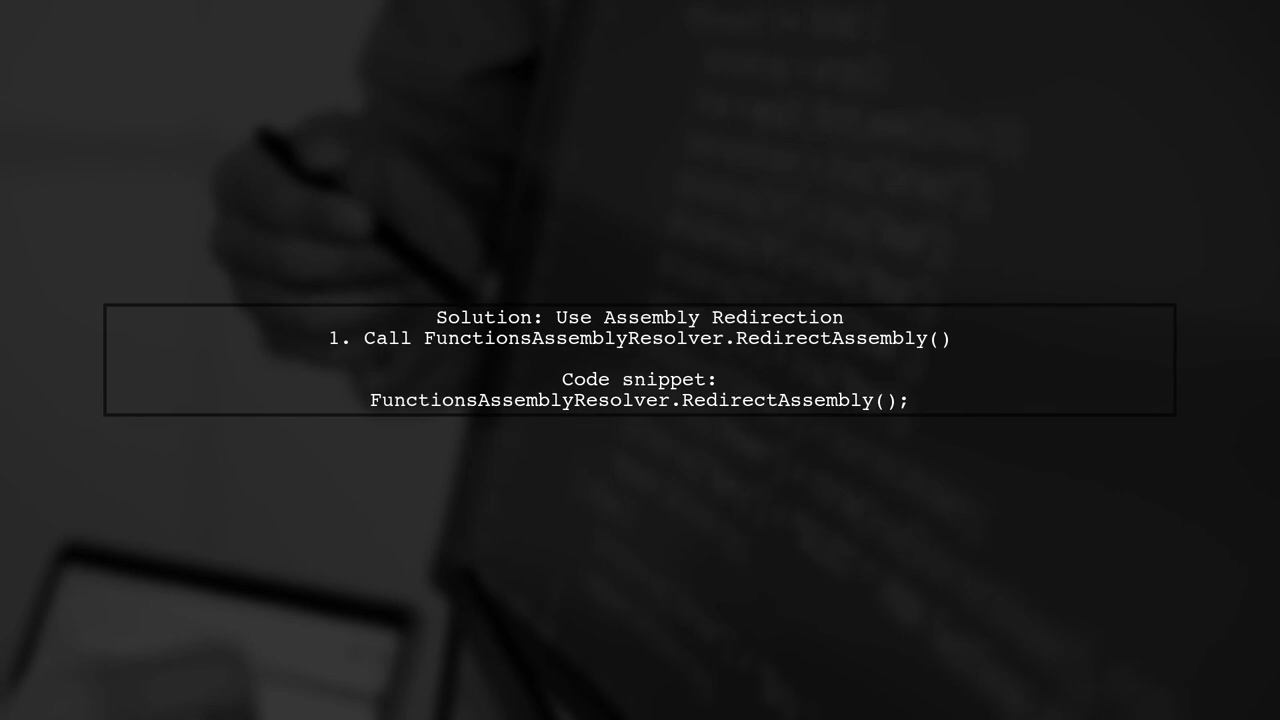 Solution: Use Assembly Redirection
1. Call FunctionsAssemblyResolver.RedirectAssembly()
Code snippet:
FunctionsAssemblyResolver.RedirectAssembly();